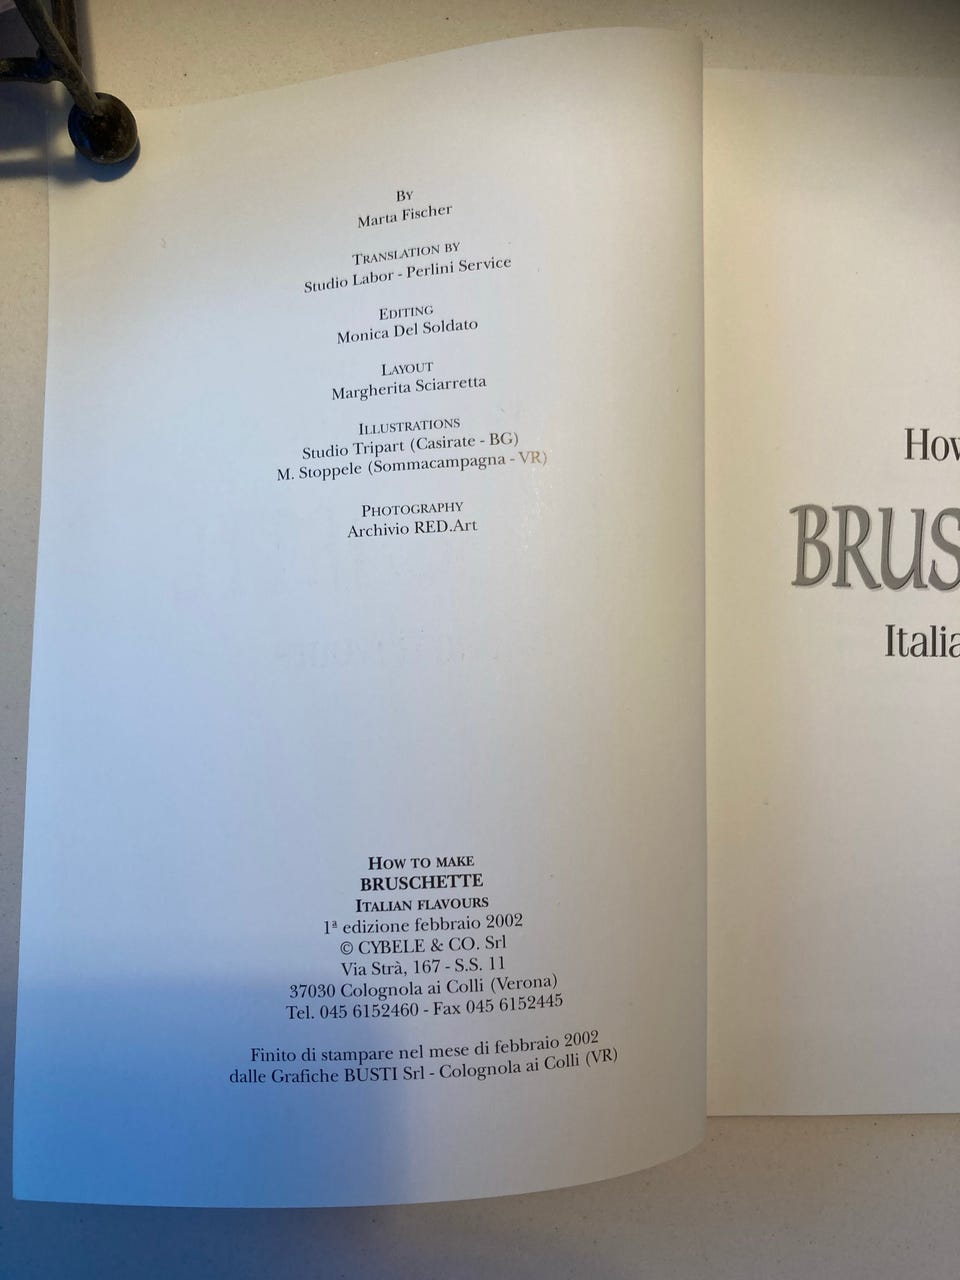 By
Marta Fischer
Translation by
Studio Labor - Perlini Service
Editing
Monica Del Soldato
Layout
Margherita Sciarretta
Illustrations
Studio Tripart (Casirate - BG)
M. Stoppele (Sommacampagna - VR)
Photography
Archivio RED.Art
How to make
BRUSCHETTE
Italian flavours
1ª edizione febbraio 2002
© CYBELE & CO. Srl
Via Strà, 167 - S.S. 11
37030 Colognola ai Colli (Verona)
Tel. 045 6152460 - Fax 045 6152445
Finito di stampare nel mese di febbraio 2002
dalle Grafiche BUSTI Srl - Colognola ai Colli (VR)
How
BRUS
Italia